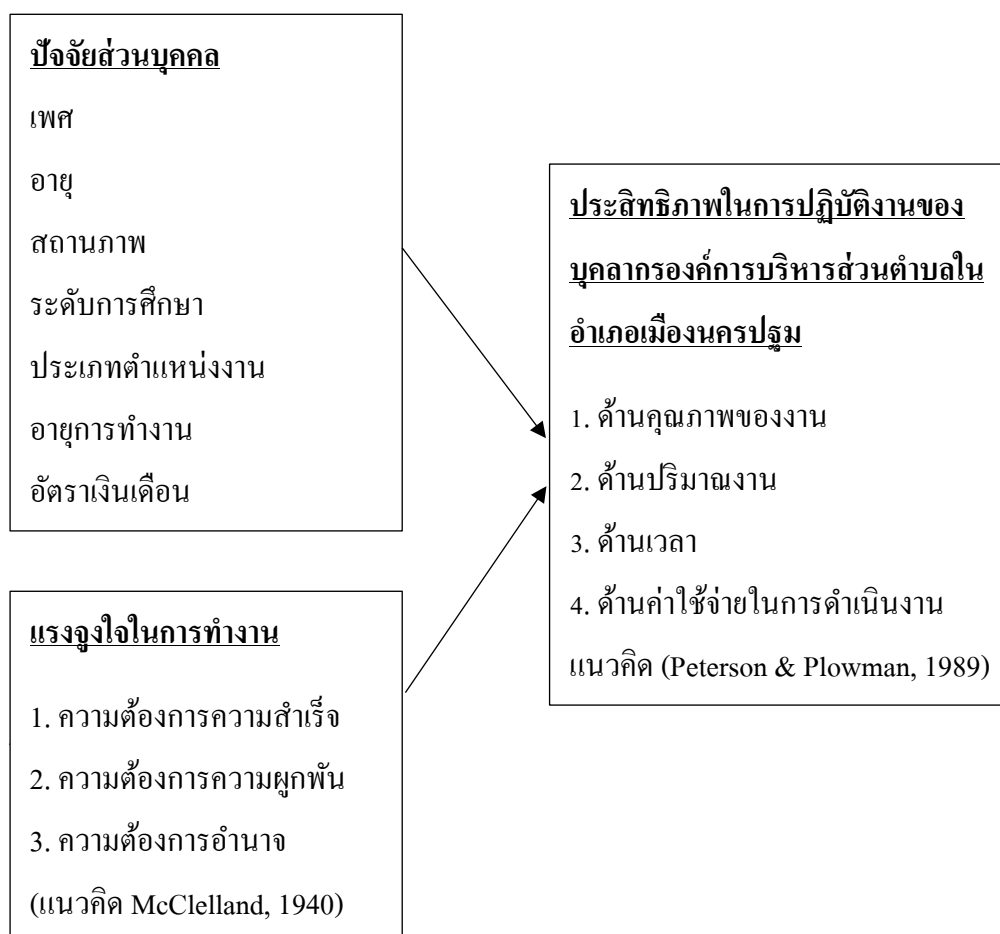 ปัจจัยส่วนบุคคล
เพศ
อายุ
สถานภาพ
ระดับการศึกษา
ประเภทตำแหน่งงาน
อายุการทำงาน
อัตราเงินเดือน
แรงจูงใจในการทำงาน
1. ความต้องการความสำเร็จ
2. ความต้องการความผูกพัน
3. ความต้องการอำนาจ
(แนวคิด McClelland, 1940)
ประสิทธิภาพในการปฏิบัติงานของ
บุคลากรองค์การบริหารส่วนตำบลใน
อำเภอเมืองนครปฐม
1. ด้านคุณภาพของงาน
2. ด้านปริมาณงาน
3. ด้านเวลา
4. ด้านค่าใช้จ่ายในการดำเนินงาน
แนวคิด (Peterson & Plowman, 1989)